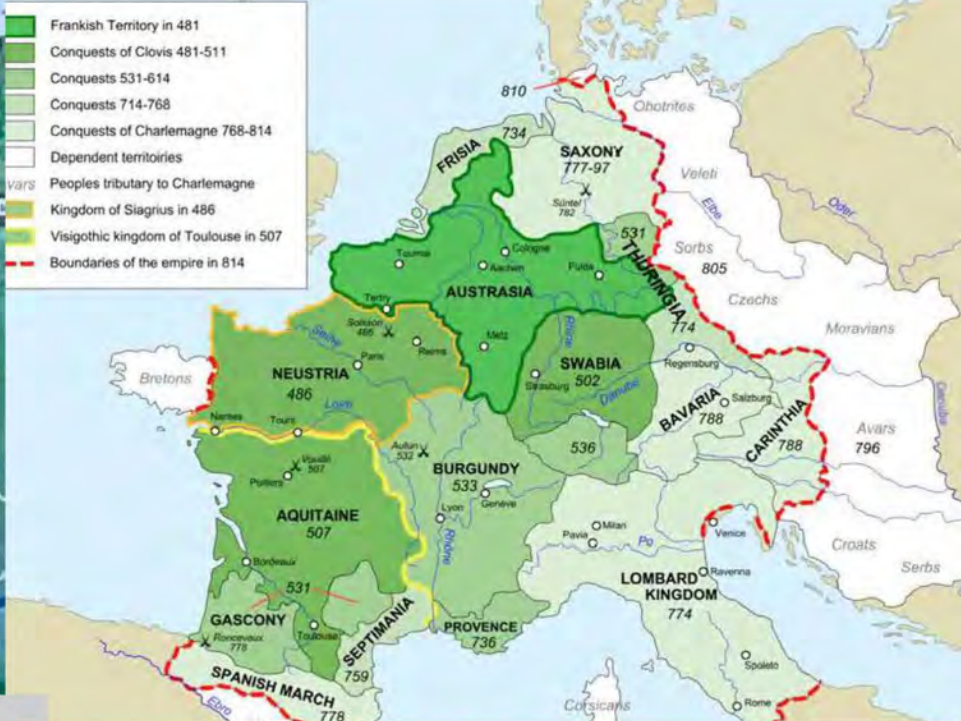 Frankish Territory in 481
Conquests of Clovis 481-511
Conquests 531-614
Conquests 714-768
Conquests of Charlemagne 768-814
Dependent territoiries
vars Peoples tributary to Charlemagne
Kingdom of Siagrius in 486
Visigothic kingdom of Toulouse in 507
Boundaries of the empire in 814
810
Obotrites
734
FRISIA
SAXONY
777-97
Veleti
Süntel
782
Elbe
Oder
531
Sorbs
805
THURINGIA
Tournai
Cologne
Aachen
Fulda
AUSTRASIA
Czechs
Tertry
Soisson
486
Seine
Reims
Metz
Rhine
774
Moravians
Paris
NEUSTRIA
486
SWABIA
502
Regensburg
Bretons
Strasburg
Danube
Loire
BAVARIA
788
Salzburg
Danube
Nantes
Tours
CARINTHIA
788
Avars
796
Autun
532
536
Vouillé
507
Poitiers
BURGUNDY
533
Genève
AQUITAINE
507
Lyon
Rhône
Milan
Pavia
Po
Venice
Croats
Serbs
Bordeaux
LOMBARD
KINGDOM
774
Ravenna
531
GASCONY
Toulouse
SEPTIMANIA
759
PROVENCE
736
Roncevaux
778
Spoleto
SPANISH MARCH
778
Ebro
Corsicans
Rome